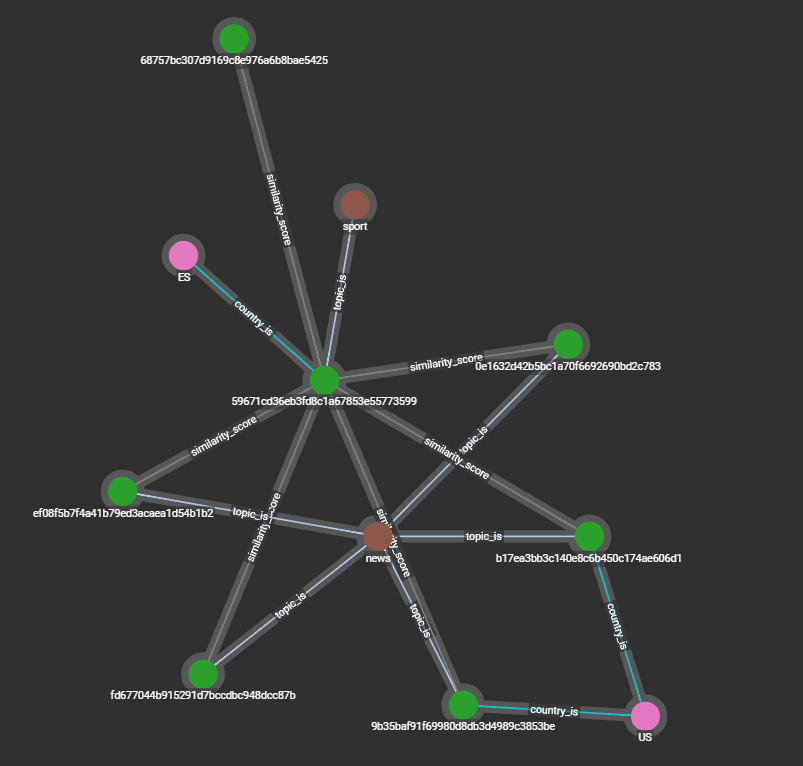 68757bc307d9169c8e976a6b8bae5425
similarity_score
sport
ES
topic_is
country_is
similarity_score
0e1632d42b5bc1a70f6692690bd2c783
59671cd36eb3fd8c1a67853e55773599
similarity_score
topic_is
similarity_score
ef08f5b7f4a41b79ed3acaea1d54b1b2
topic_is
similarity_score
similarity_score
topic_is
news
b17ea3bb3c140e8c6b450c174ae606d1
topic_is
topic_is
country_is
fd677044b915291d7bccdbc948dcc87b
country_is
9b35baf91f69980d8db3d4989c3853be
US